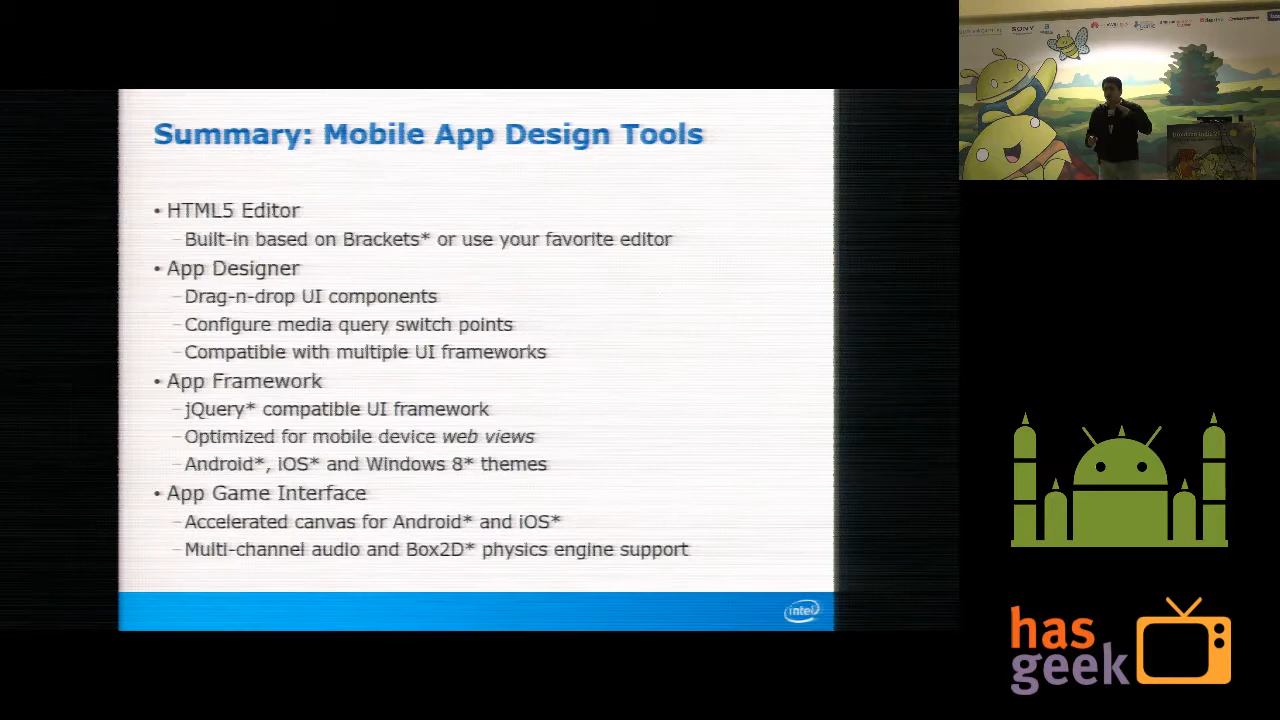 Summary: Mobile App Design Tools
• HTML5 Editor
– Built-in based on Brackets* or use your favorite editor
• App Designer
– Drag-n-drop UI components
– Configure media query switch points
– Compatible with multiple UI frameworks
• App Framework
– jQuery* compatible UI framework
– Optimized for mobile device web views
– Android*, iOS* and Windows 8* themes
• App Game Interface
– Accelerated canvas for Android* and iOS*
– Multi-channel audio and Box2D* physics engine support
intel
SONY
has
geek